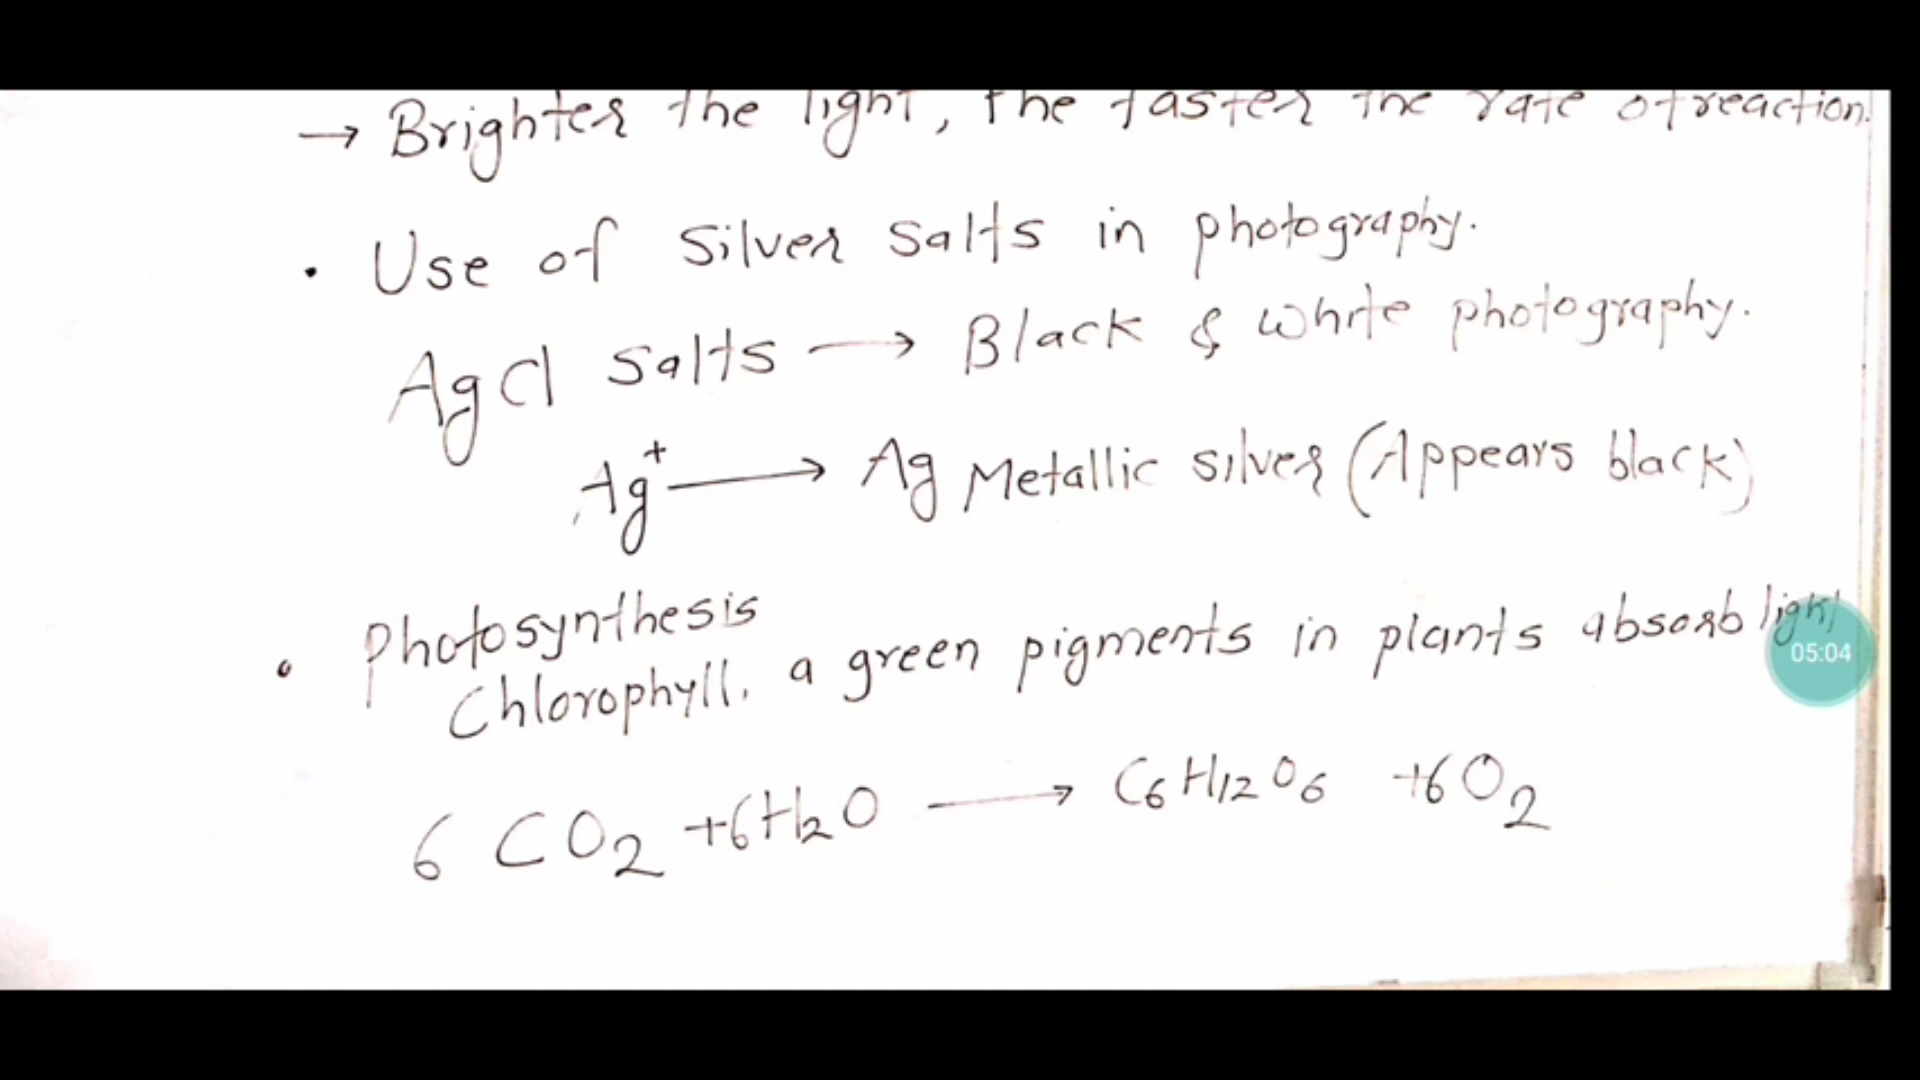 → Brighter the light, the faster the rate of reaction.
• Use of Silver Salts in photography.
AgCl Salts → Black & White photography.
Ag⁺ → Ag Metallic silver (Appears black)
• Photosynthesis
Chlorophyll, a green pigments in plants absorb light
05:04
6 CO₂ +6H₂O → C₆H₁₂O₆ +6O₂